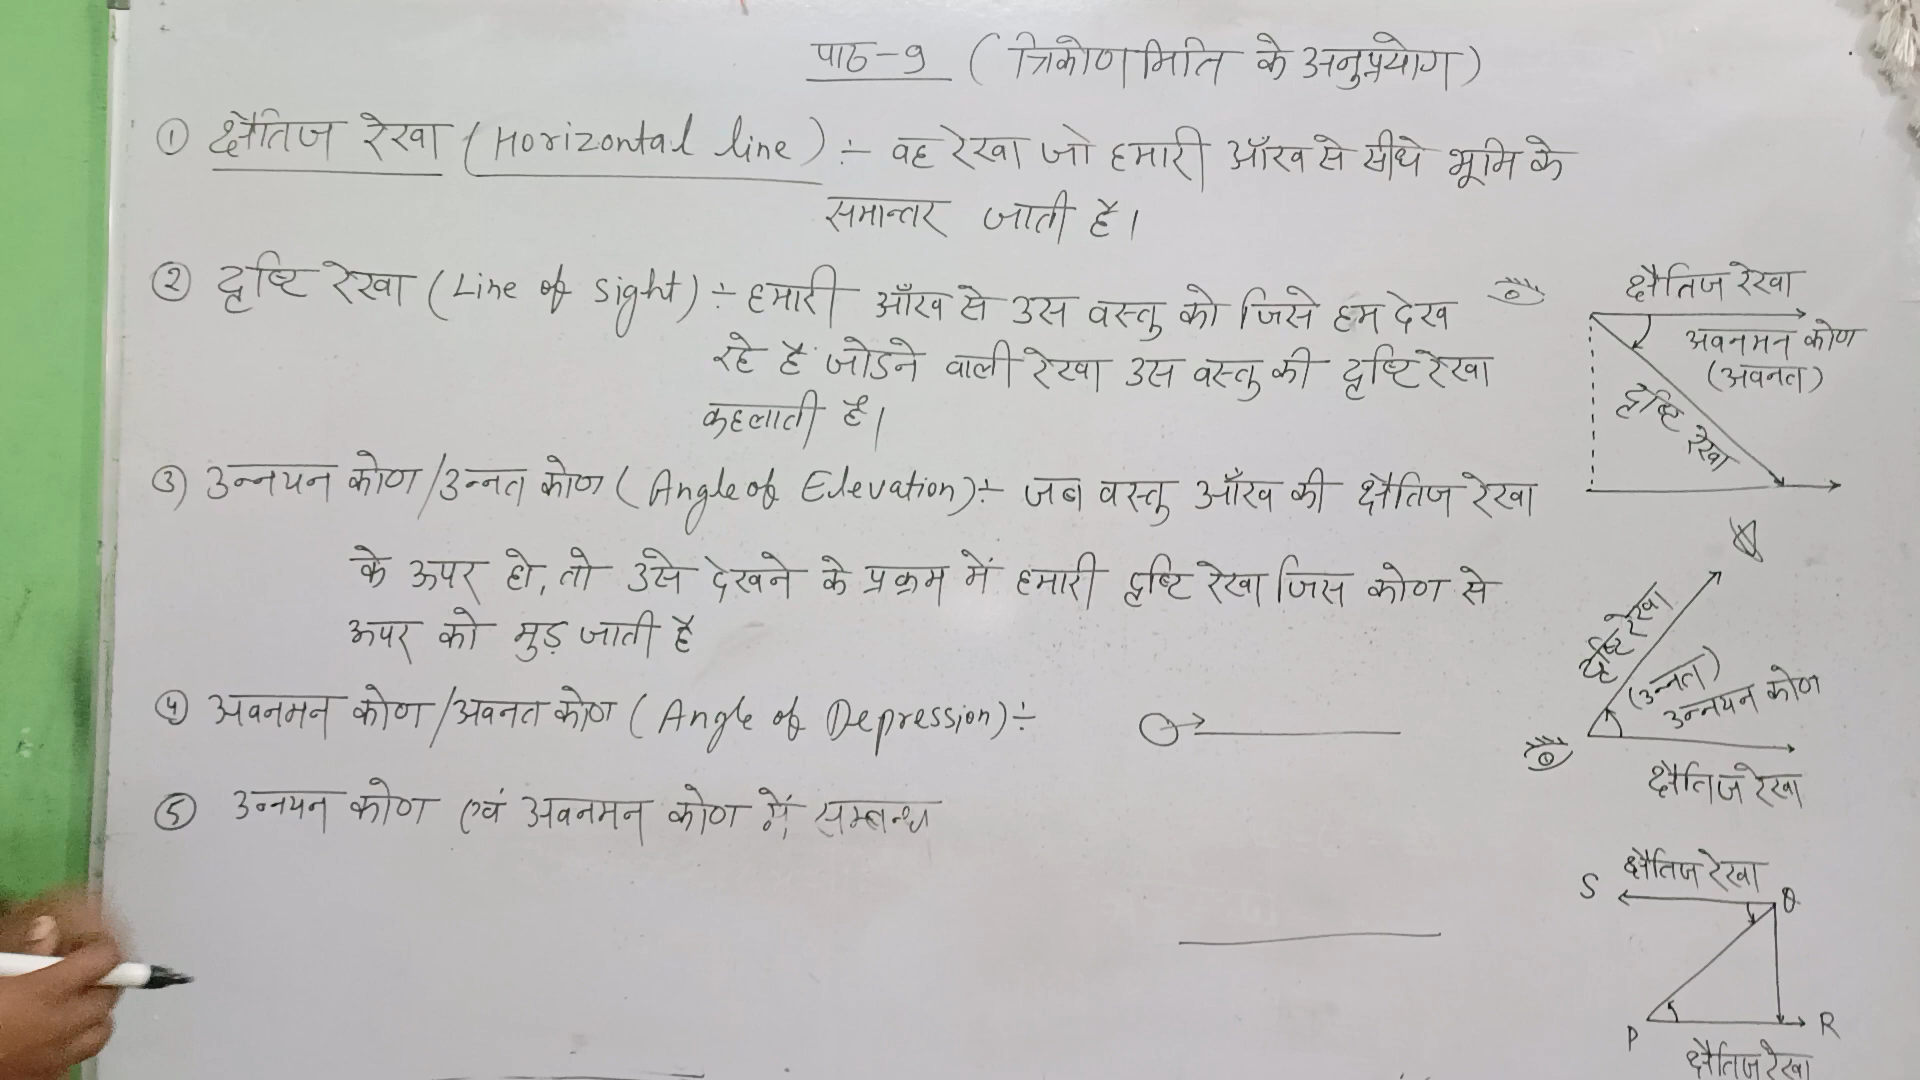 पाठ-9 (त्रिकोणमिति के अनुप्रयोग)
① क्षैतिज रेखा (Horizontal line) ÷ वह रेखा जो हमारी आँख से सीधे भूमि के
समान्तर जाती है।
② दृष्टि रेखा (Line of sight) ÷ हमारी आँख से उस वस्तु को जिसे हम देख
रहे हैं जोडने वाली रेखा उस वस्तु की दृष्टि रेखा
कहलाती है।
③ उन्नयन कोण/उन्नत कोण (Angle of Elevation) ÷ जब वस्तु आँख की क्षैतिज रेखा
के ऊपर हो, तो उसे देखने के प्रक्रम में हमारी दृष्टि रेखा जिस कोण से
ऊपर को मुड़ जाती है
④ अवनमन कोण/अवनत कोण (Angle of Depression) ÷
⑤ उन्नयन कोण एवं अवनमन कोण में सम्बन्ध
क्षैतिज रेखा
अवनमन कोण
(अवनत)
दृष्टि रेखा
दृष्टि रेखा
(उन्नत)
उन्नयन कोण
क्षैतिज रेखा
क्षैतिज रेखा
S Q
P R
क्षैतिज रेखा